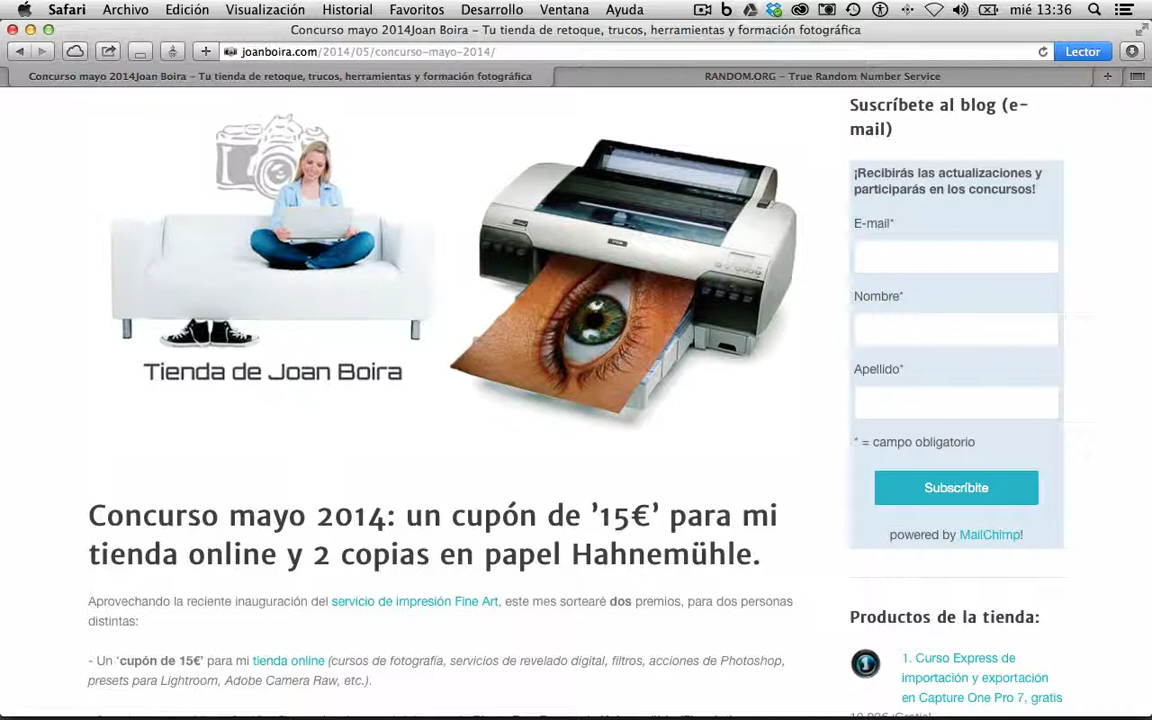 Safari Archivo Edición Visualización Historial Favoritos Desarrollo Ventana Ayuda mié 13:36
Concurso mayo 2014Joan Boira – Tu tienda de retoque, trucos, herramientas y formación fotográfica
joanboira.com/2014/05/concurso-mayo-2014/ Lector
Concurso mayo 2014Joan Boira – Tu tienda de retoque, trucos, herramientas y formación fotográfica RANDOM.ORG – True Random Number Service
Tienda de Joan Boira
Concurso mayo 2014: un cupón de ’15€’ para mi
tienda online y 2 copias en papel Hahnemühle.
Aprovechando la reciente inauguración del servicio de impresión Fine Art, este mes sortearé dos premios, para dos personas
distintas:
- Un ‘cupón de 15€’ para mi tienda online (cursos de fotografía, servicios de revelado digital, filtros, acciones de Photoshop,
presets para Lightroom, Adobe Camera Raw, etc.).
Suscríbete al blog (e-
mail)
¡Recibirás las actualizaciones y
participarás en los concursos!
E-mail*
Nombre*
Apellido*
* = campo obligatorio
Subscríbite
powered by MailChimp!
Productos de la tienda:
1. Curso Express de
importación y exportación
en Capture One Pro 7, gratis